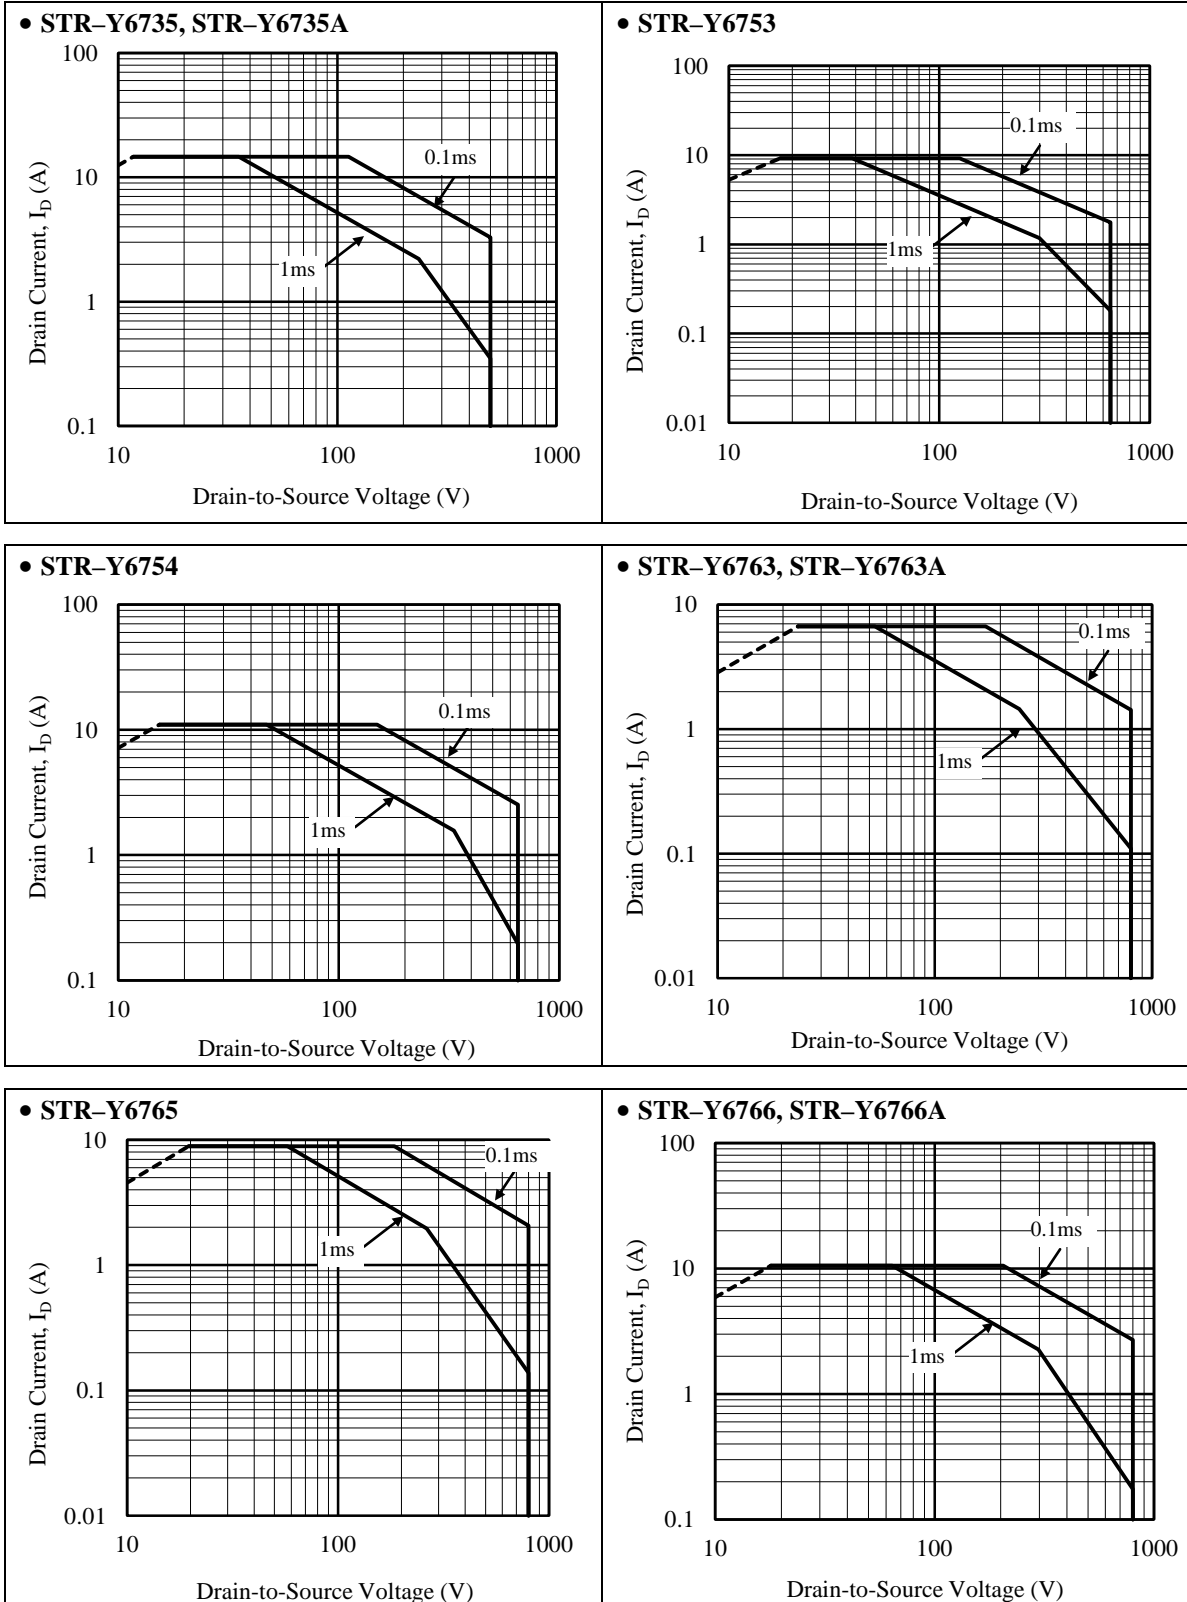 • STR–Y6735, STR–Y6735A
100
10
1
0.1
10
100
1000
0.1ms
1ms
Drain Current, I_D (A)
Drain-to-Source Voltage (V)
• STR–Y6753
100
10
1
0.1
0.01
10
100
1000
0.1ms
1ms
Drain Current, I_D (A)
Drain-to-Source Voltage (V)
• STR–Y6754
100
10
1
0.1
10
100
1000
0.1ms
1ms
Drain Current, I_D (A)
Drain-to-Source Voltage (V)
• STR–Y6763, STR–Y6763A
10
1
0.1
0.01
10
100
1000
0.1ms
1ms
Drain Current, I_D (A)
Drain-to-Source Voltage (V)
• STR–Y6765
10
1
0.1
0.01
10
100
1000
0.1ms
1ms
Drain Current, I_D (A)
Drain-to-Source Voltage (V)
• STR–Y6766, STR–Y6766A
100
10
1
0.1
10
100
1000
0.1ms
1ms
Drain Current, I_D (A)
Drain-to-Source Voltage (V)